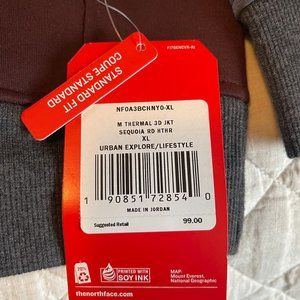 STANDARD FIT
COUPE STANDARD
NF0A3BCHNY0-XL
M THERMAL 3D JKT
SEQUOIA RD HTHR
XL
URBAN EXPLORE/LIFESTYLE
1 90851 72854 0
MADE IN JORDAN
Suggested Retail
99.00
PRINTED WITH
SOY INK
MAP:
Mount Everest,
National Geographic
thenorthface.com